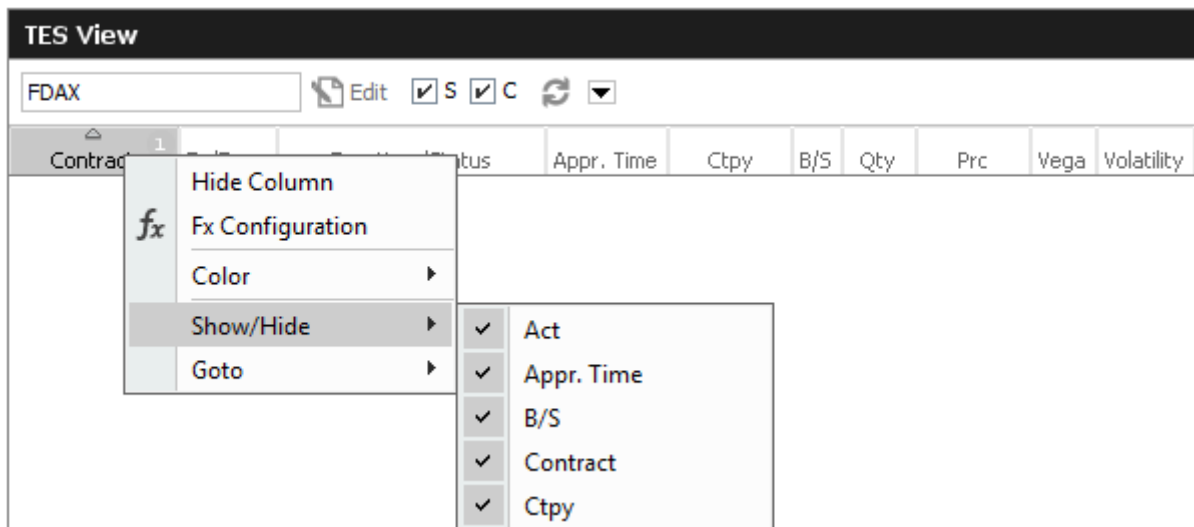 TES View
FDAX Edit S C
1
Contract Appr. Time Ctpy B/S Qty Prc Vega Volatility
Hide Column
fx Fx Configuration
Color
Show/Hide
Goto
Act
Appr. Time
B/S
Contract
Ctpy